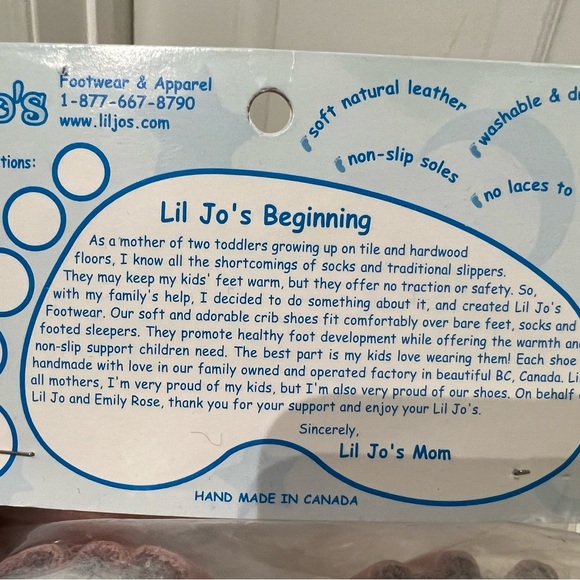 o's
Footwear & Apparel
1-877-667-8790
www.liljos.com
soft natural leather
washable & du
non-slip soles
no laces to
tions:
Lil Jo's Beginning
As a mother of two toddlers growing up on tile and hardwood
floors, I know all the shortcomings of socks and traditional slippers.
They may keep my kids' feet warm, but they offer no traction or safety. So,
with my family's help, I decided to do something about it, and created Lil Jo's
Footwear. Our soft and adorable crib shoes fit comfortably over bare feet, socks and
footed sleepers. They promote healthy foot development while offering the warmth an
non-slip support children need. The best part is my kids love wearing them! Each shoe
handmade with love in our family owned and operated factory in beautiful BC, Canada. Li
all mothers, I'm very proud of my kids, but I'm also very proud of our shoes. On behalf
Lil Jo and Emily Rose, thank you for your support and enjoy your Lil Jo's.
Sincerely,
Lil Jo's Mom
HAND MADE IN CANADA